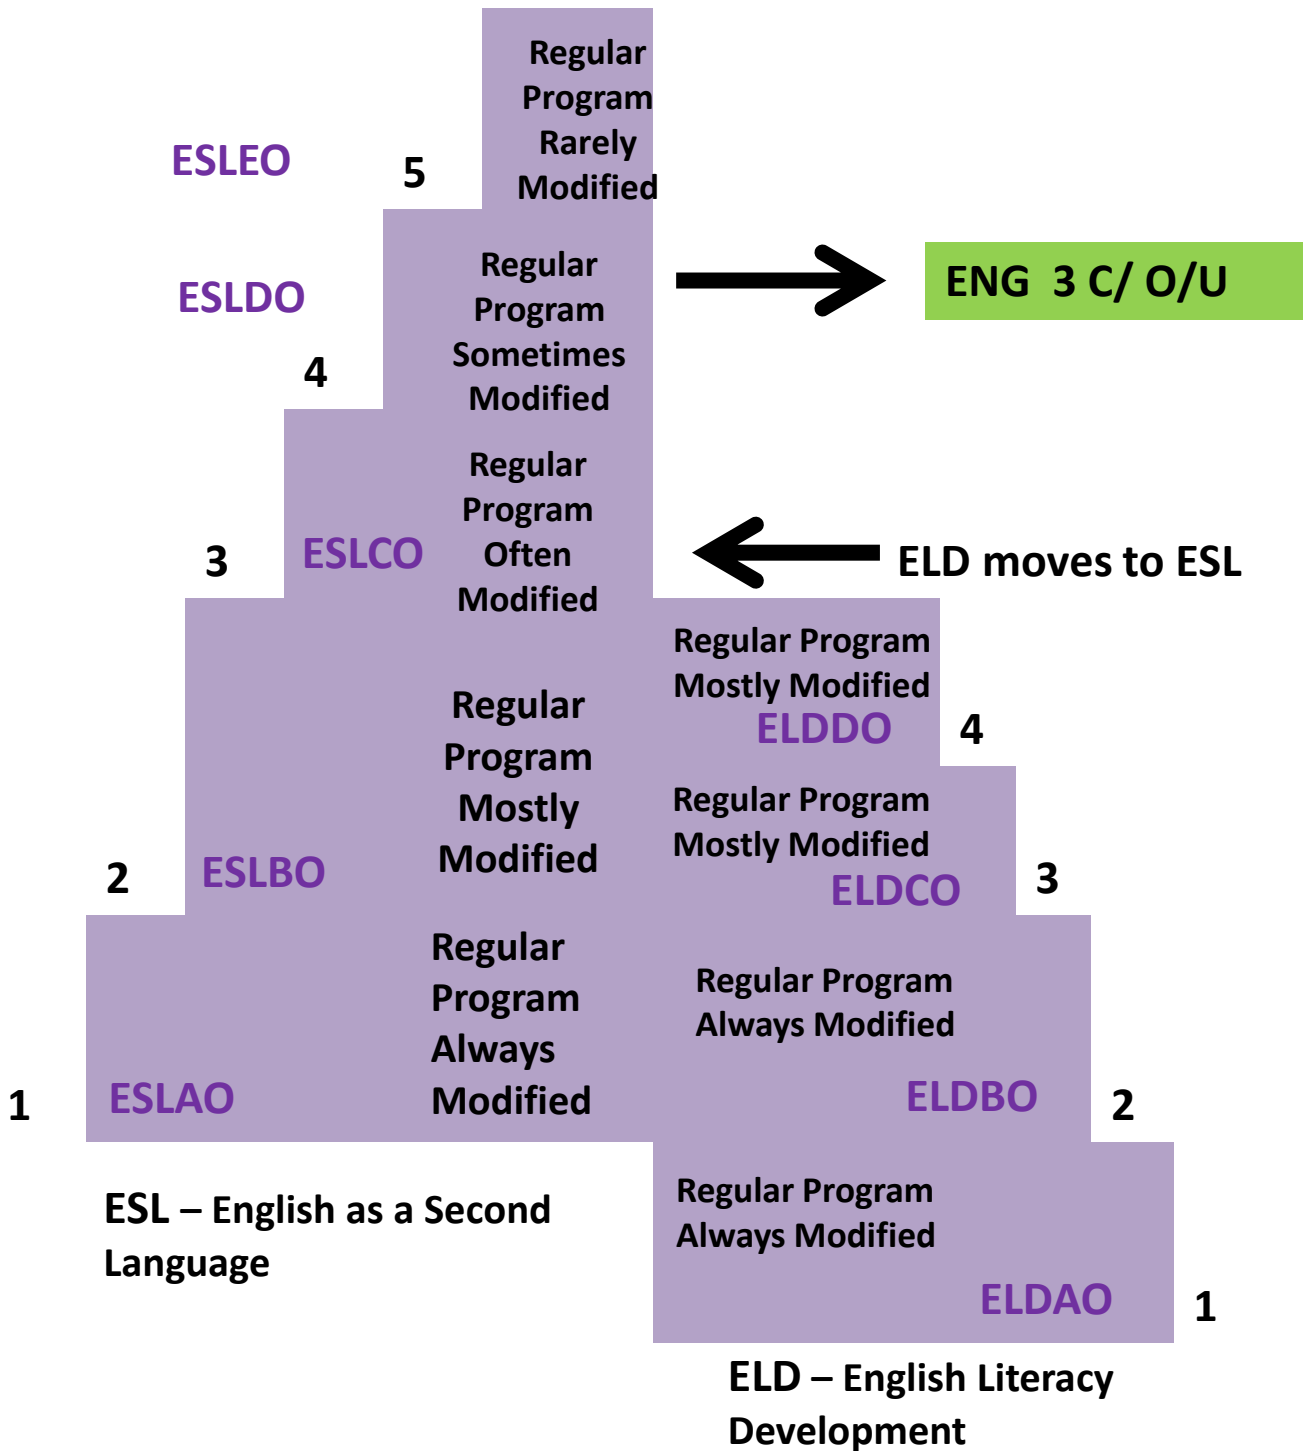 Regular
Program
Rarely
Modified
ESLEO
5
Regular
Program
Sometimes
Modified
ESLDO
4
ENG  3 C/ O/U
Regular
Program
Often
Modified
3
ESLCO
ELD moves to ESL
Regular Program
Mostly Modified
ELDDO
4
Regular
Program
Mostly
Modified
2
ESLBO
Regular Program
Mostly Modified
ELDCO
3
Regular
Program
Always
Modified
1
ESLAO
Regular Program
Always Modified
ELDBO
2
ESL – English as a Second
Language
Regular Program
Always Modified
ELDAO
1
ELD – English Literacy
Development